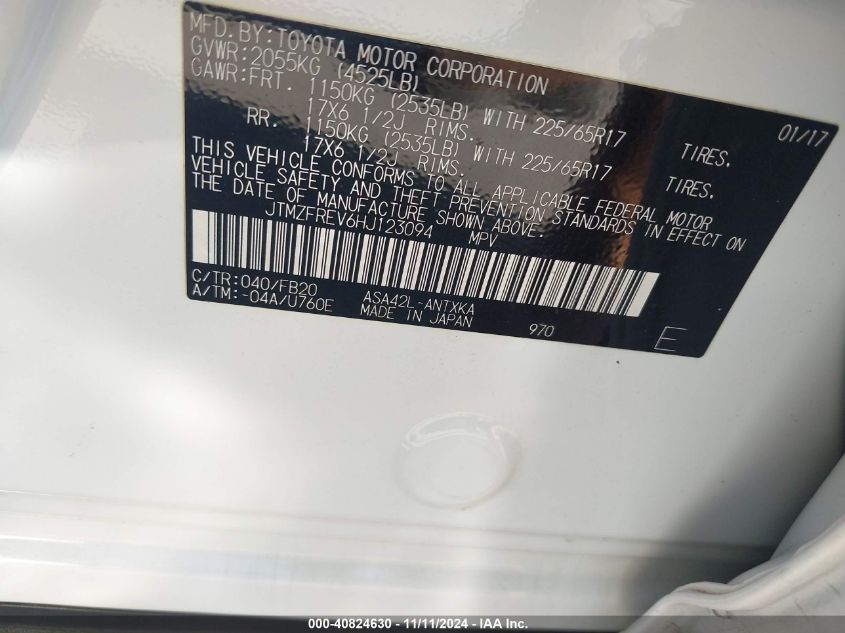 MFD. BY: TOYOTA MOTOR CORPORATION 01/17
GVWR: 2055KG (4525LB)
GAWR: FRT. 1150KG (2535LB) WITH 225/65R17 TIRES.
17X6 1/2J RIMS.
RR. 1150KG (2535LB) WITH 225/65R17 TIRES.
17X6 1/2J RIMS.
THIS VEHICLE CONFORMS TO ALL APPLICABLE FEDERAL MOTOR
VEHICLE SAFETY AND THEFT PREVENTION STANDARDS IN EFFECT ON
THE DATE OF MANUFACTURE SHOWN ABOVE.
JTMZFREV6HJ123094 MPV
C/TR: 040/FB20 ASA42L-ANTXKA
A/TM: -04A/U760E MADE IN JAPAN 970 E
000-40824630 - 11/11/2024 - IAA Inc.